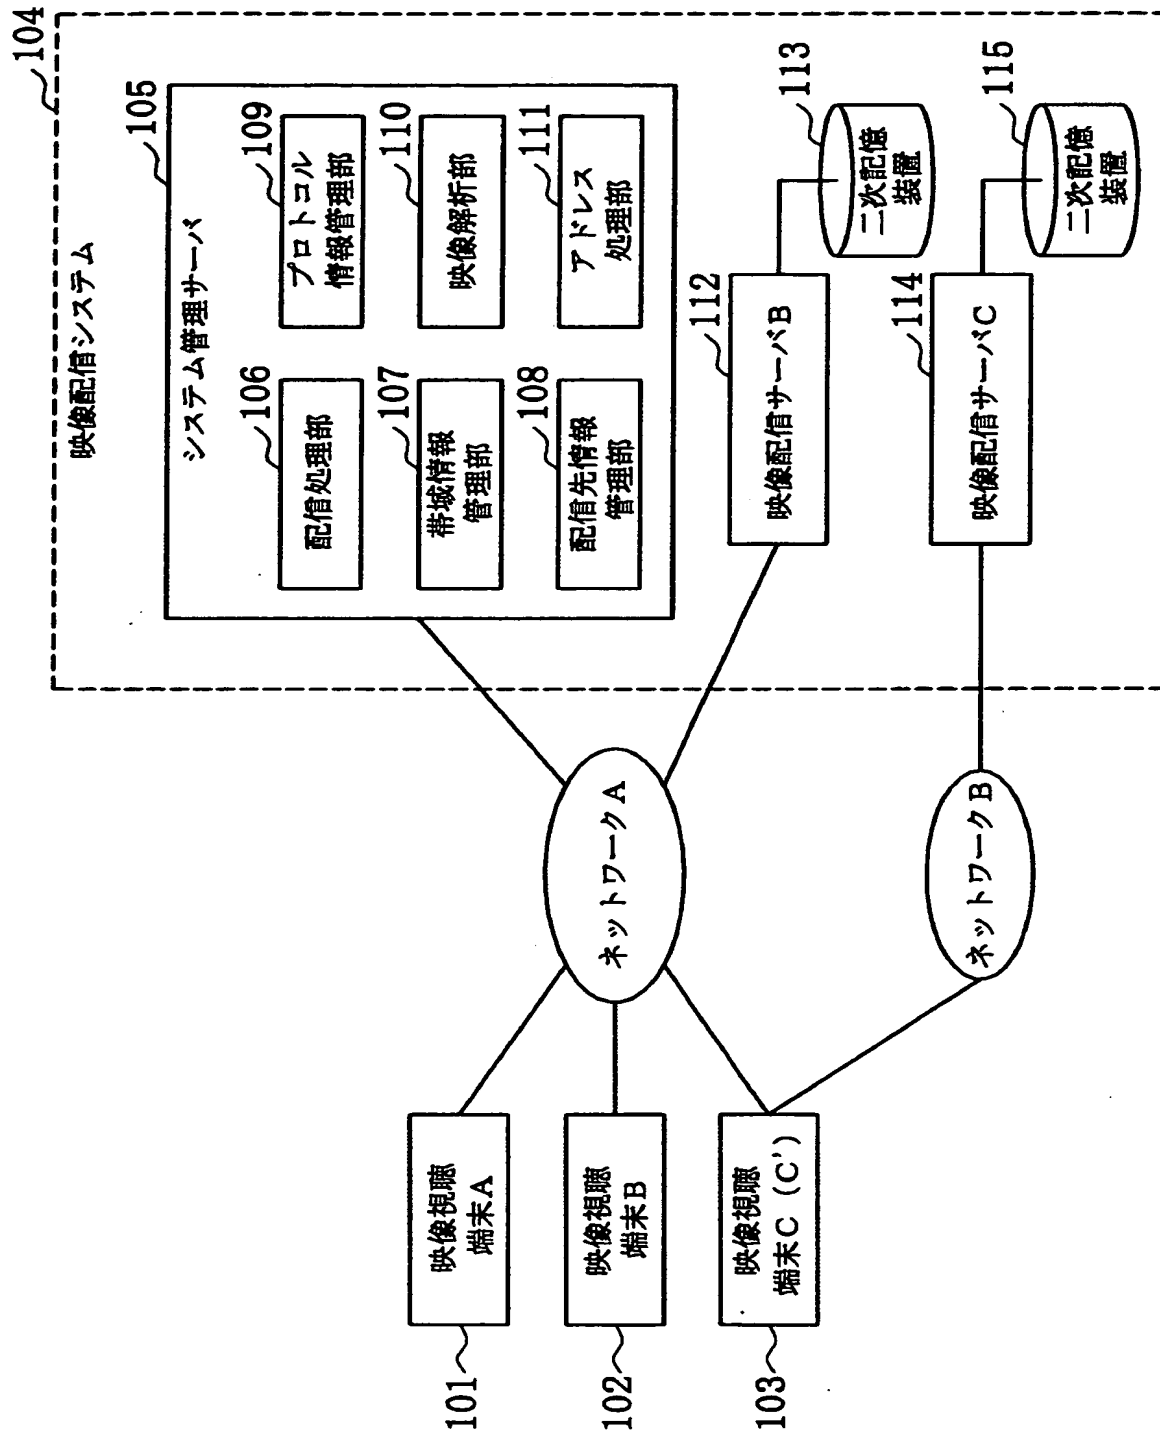 104
映像配信システム
105
システム管理サーバ
106
配信処理部
109
プロトコル
情報管理部
107
帯域情報
管理部
110
映像解析部
108
配信先情報
管理部
111
アドレス
処理部
101
映像視聴
端末A
102
映像視聴
端末B
103
映像視聴
端末C（C'）
ネットワークA
ネットワークB
112
映像配信サーバB
113
二次記憶
装置
114
映像配信サーバC
115
二次記憶
装置